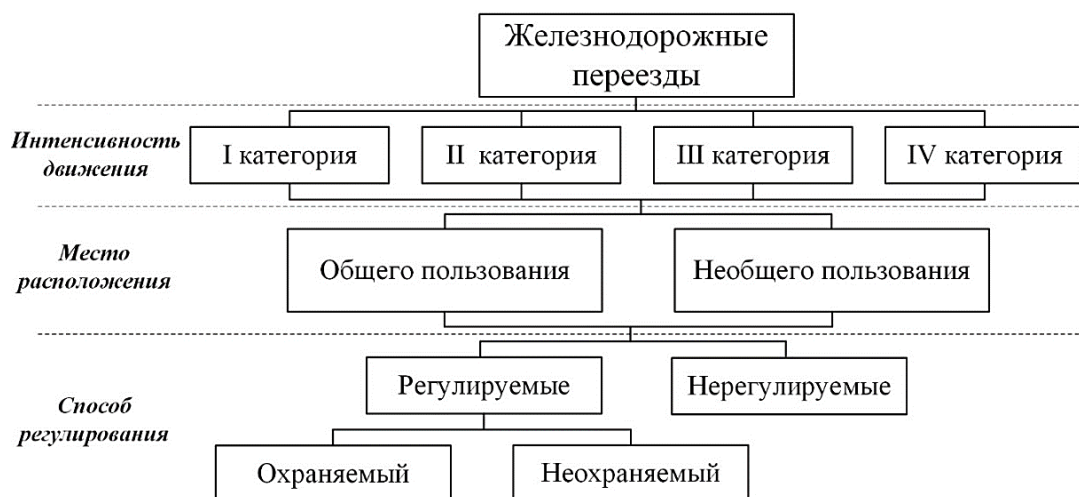 Железнодорожные
переезды
Интенсивность
движения
I категория
II категория
III категория
IV категория
Место
расположения
Общего пользования
Необщего пользования
Способ
регулирования
Регулируемые
Нерегулируемые
Охраняемый
Неохраняемый